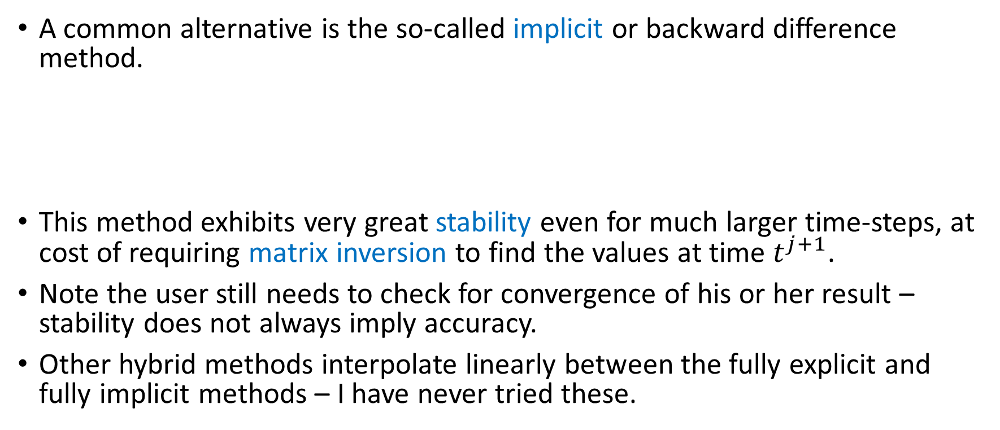 • A common alternative is the so-called implicit or backward difference
method.
• This method exhibits very great stability even for much larger time-steps, at
cost of requiring matrix inversion to find the values at time t^{j+1}.
• Note the user still needs to check for convergence of his or her result –
stability does not always imply accuracy.
• Other hybrid methods interpolate linearly between the fully explicit and
fully implicit methods – I have never tried these.